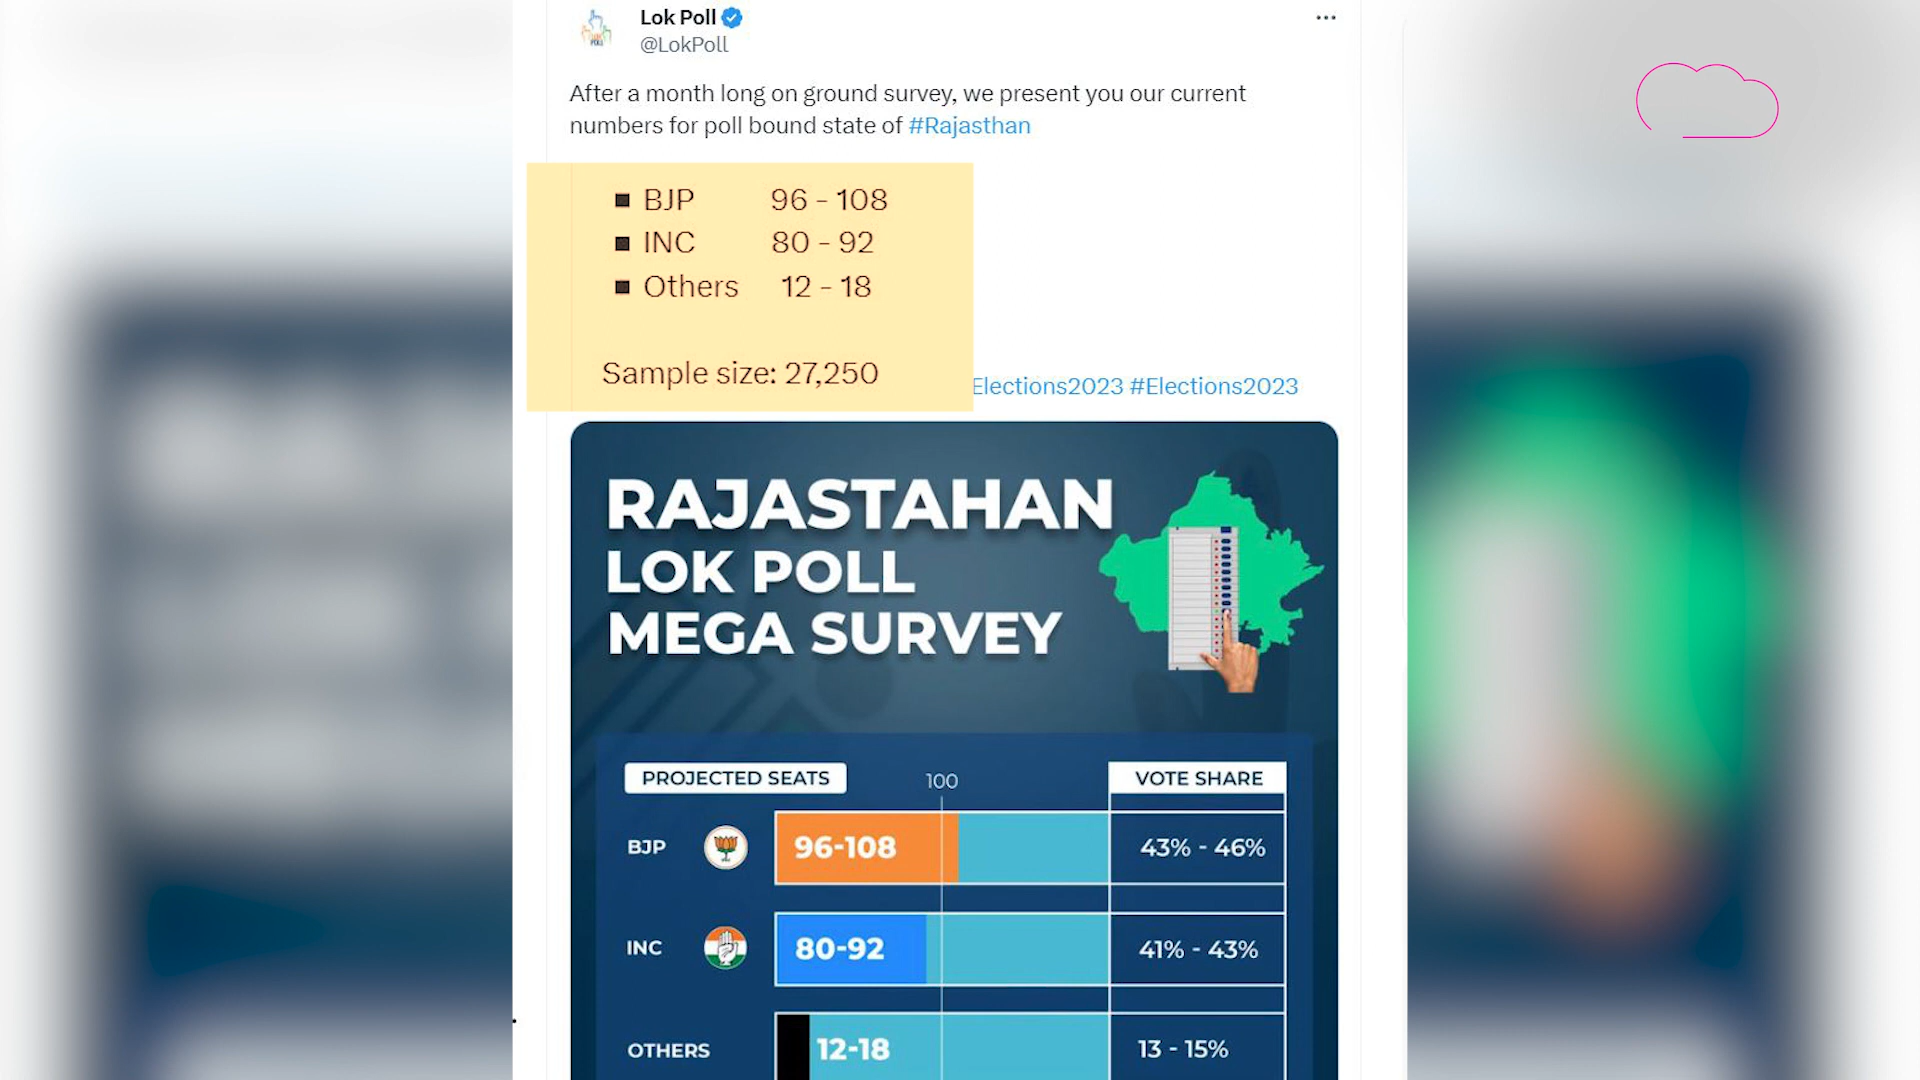 Lok Poll
@LokPoll
After a month long on ground survey, we present you our current
numbers for poll bound state of #Rajasthan
▪ BJP 96 - 108
▪ INC 80 - 92
▪ Others 12 - 18
Sample size: 27,250
Elections2023 #Elections2023
RAJASTAHAN
LOK POLL
MEGA SURVEY
PROJECTED SEATS 100 VOTE SHARE
BJP 96-108 43% - 46%
INC 80-92 41% - 43%
OTHERS 12-18 13 - 15%